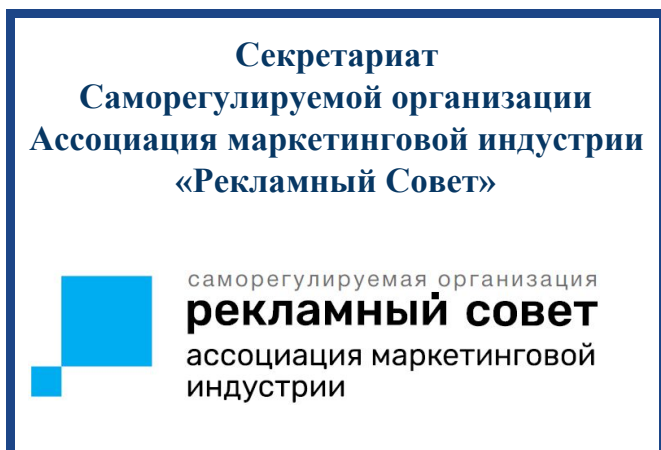 Секретариат
Саморегулируемой организации
Ассоциация маркетинговой индустрии
«Рекламный Совет»
саморегулируемая организация
рекламный совет
ассоциация маркетинговой
индустрии